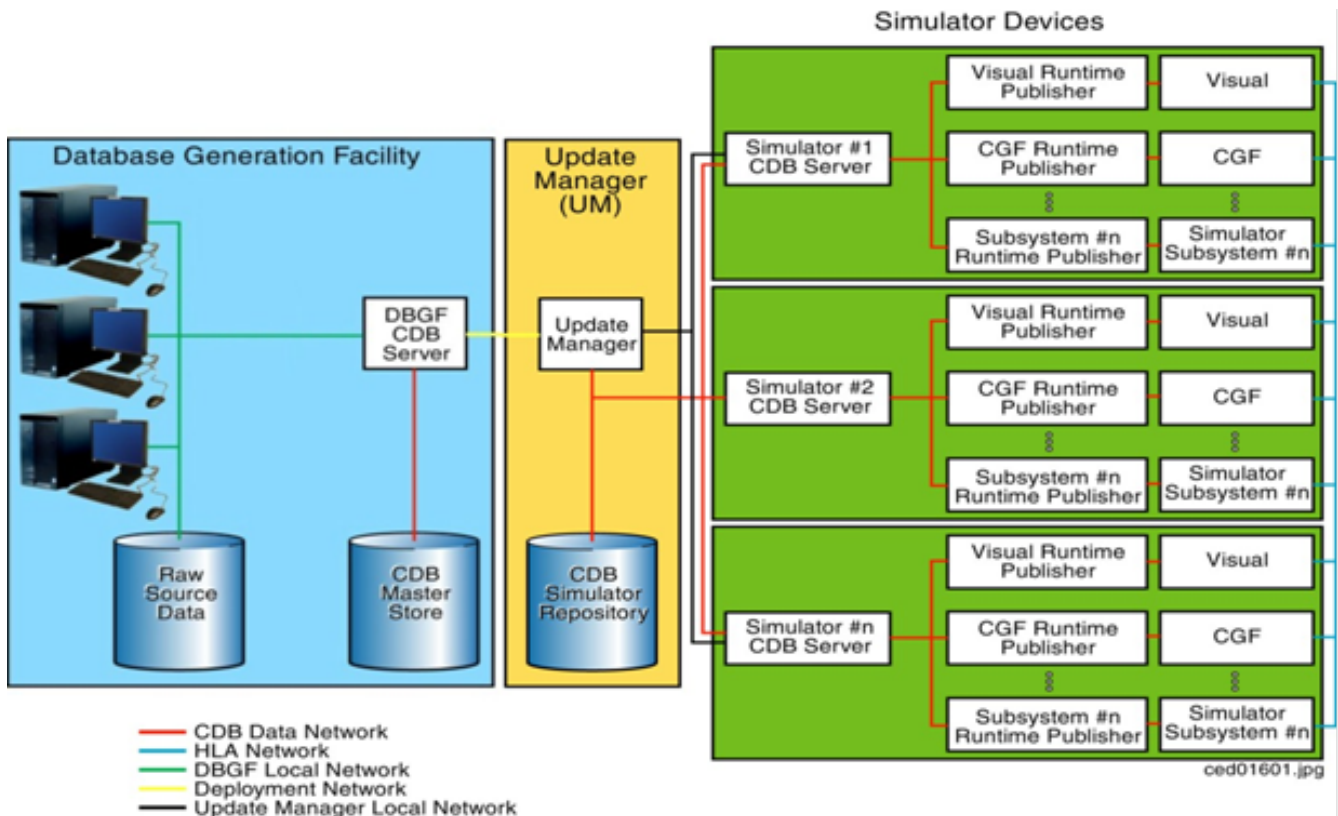 Simulator Devices
Database Generation Facility
Raw
Source
Data
DBGF
CDB
Server
CDB
Master
Store
Update
Manager
(UM)
Update
Manager
CDB
Simulator
Repository
Simulator #1
CDB Server
Visual Runtime
Publisher
Visual
CGF Runtime
Publisher
CGF
Subsystem #n
Runtime Publisher
Simulator
Subsystem #n
Simulator #2
CDB Server
Visual Runtime
Publisher
Visual
CGF Runtime
Publisher
CGF
Subsystem #n
Runtime Publisher
Simulator
Subsystem #n
Simulator #n
CDB Server
Visual Runtime
Publisher
Visual
CGF Runtime
Publisher
CGF
Subsystem #n
Runtime Publisher
Simulator
Subsystem #n
ced01601.jpg
CDB Data Network
HLA Network
DBGF Local Network
Deployment Network
Update Manager Local Network